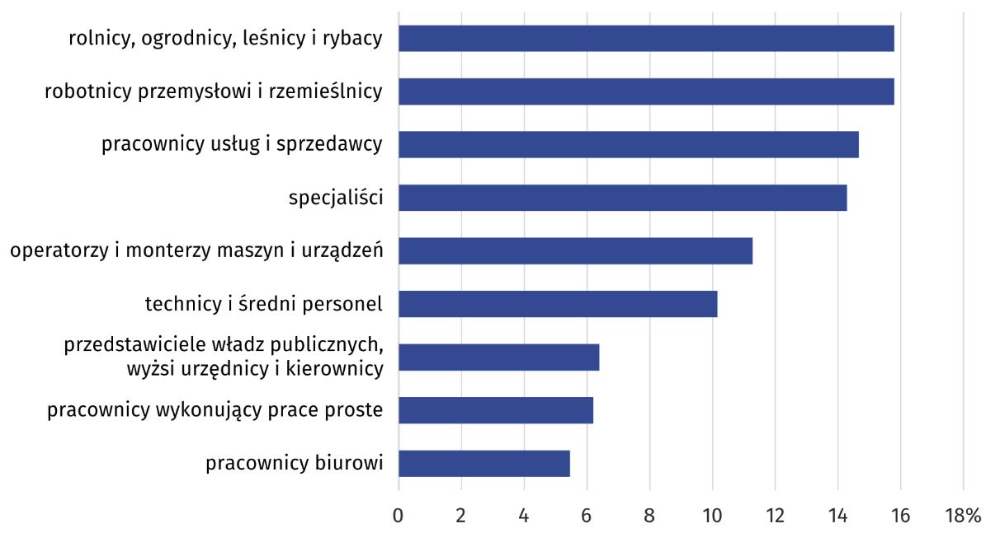 rolnicy, ogrodnicy, leśnicy i rybacy
robotnicy przemysłowi i rzemieślnicy
pracownicy usług i sprzedawcy
specjaliści
operatorzy i monterzy maszyn i urządzeń
technicy i średni personel
przedstawiciele władz publicznych,
wyżsi urzędnicy i kierownicy
pracownicy wykonujący prace proste
pracownicy biurowi
0 2 4 6 8 10 12 14 16 18%